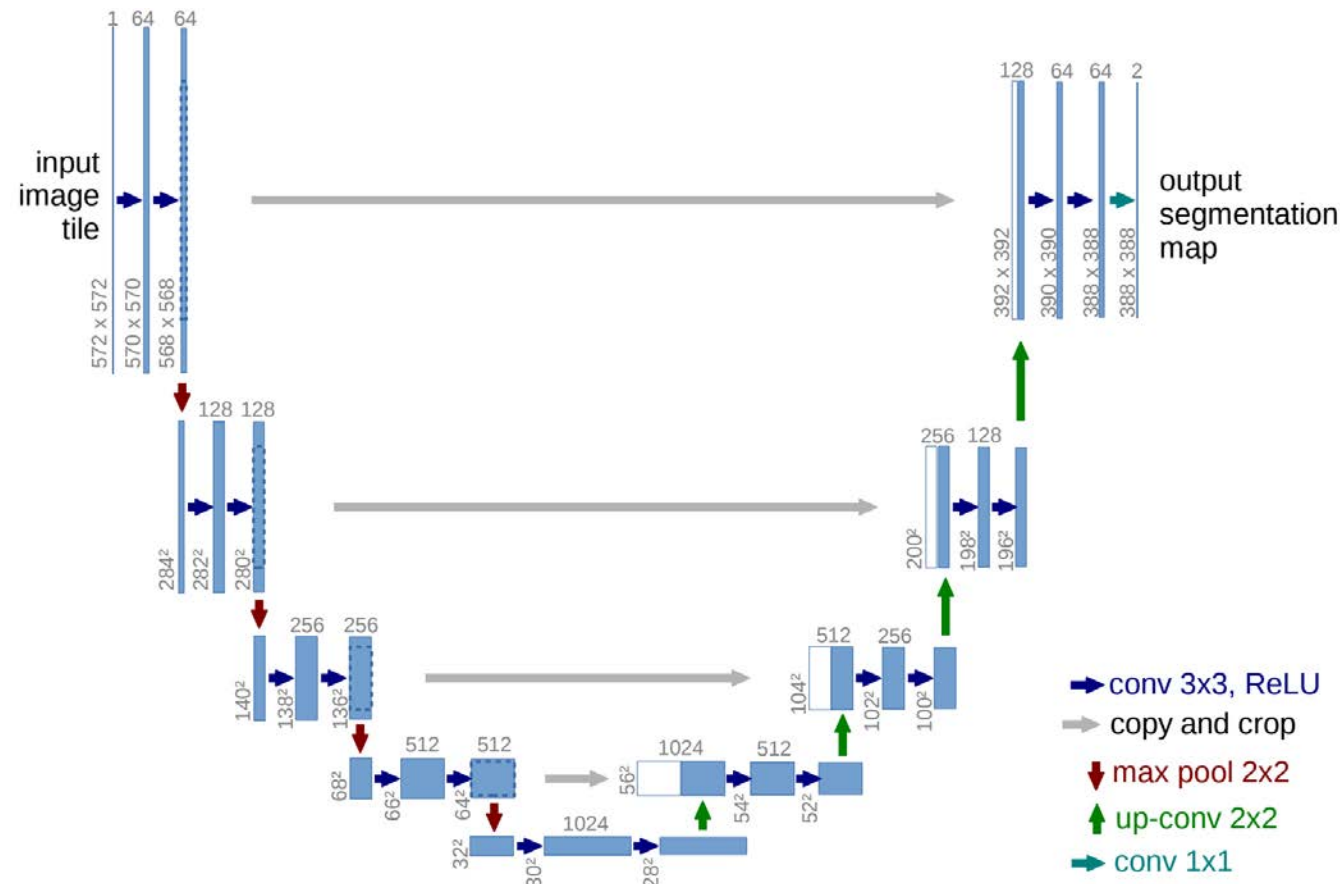 1 64 64
input
image
tile
572 x 572
570 x 570
568 x 568
128 64 64 2
output
segmentation
map
392 x 392
390 x 390
388 x 388
388 x 388
128 128
284²
282²
280²
256 128
200²
198²
196²
256 256
140²
138²
136²
512 256
104²
102²
100²
512 512
68²
66²
64²
1024 512
56²
54²
52²
1024
32²
30²
28²
conv 3x3, ReLU
copy and crop
max pool 2x2
up-conv 2x2
conv 1x1